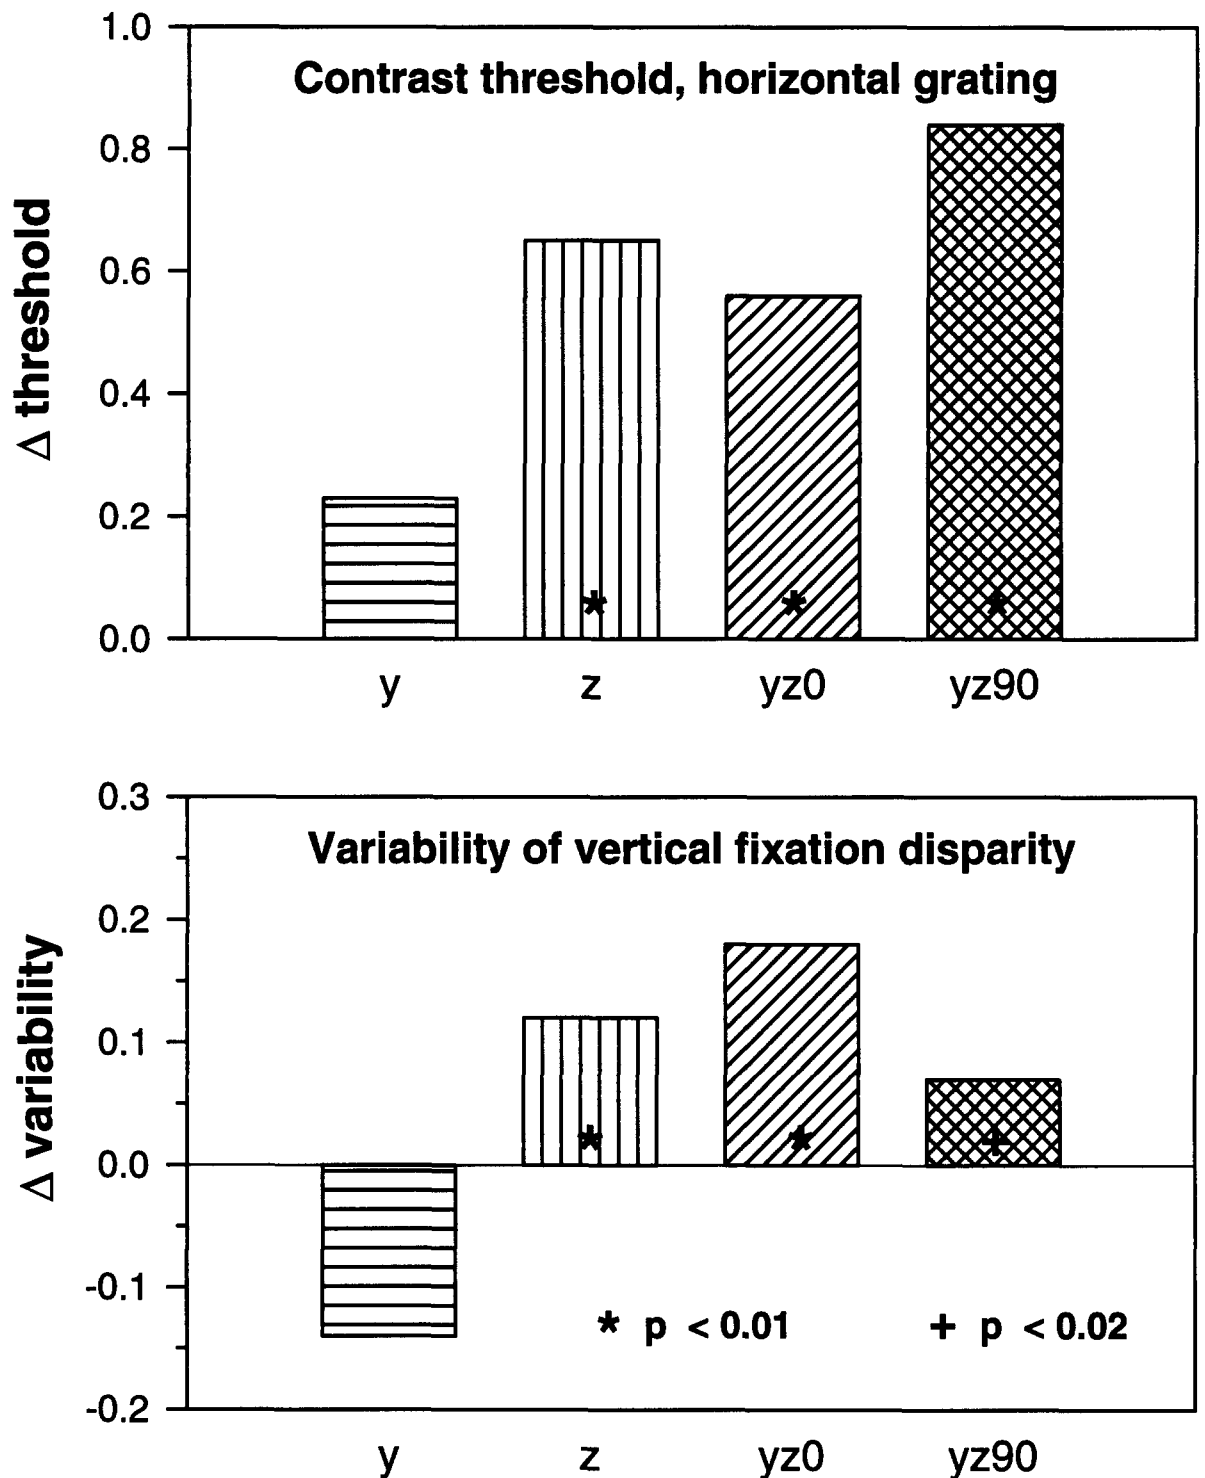 Contrast threshold, horizontal grating
Δ threshold
1.0
0.8
0.6
0.4
0.2
0.0
* * *
y z yz0 yz90
Variability of vertical fixation disparity
Δ variability
0.3
0.2
0.1
0.0
-0.1
-0.2
* * +
* p < 0.01 + p < 0.02
y z yz0 yz90